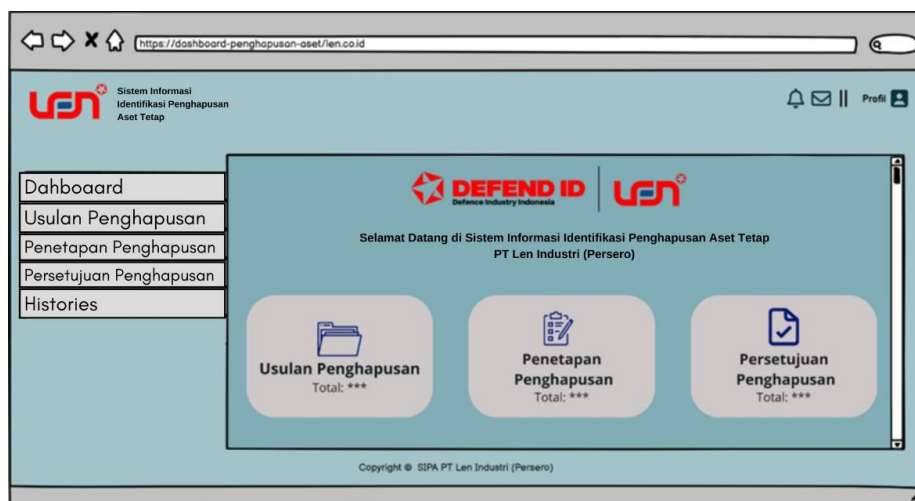 https://dashboard-penghapusan-aset/len.co.id
Len
Sistem Informasi
Identifikasi Penghapusan
Aset Tetap
Profil
Dahboaard
Usulan Penghapusan
Penetapan Penghapusan
Persetujuan Penghapusan
Histories
DEFEND ID
Defence Industry Indonesia
Len
Selamat Datang di Sistem Informasi Identifikasi Penghapusan Aset Tetap
PT Len Industri (Persero)
Usulan Penghapusan
Total: ***
Penetapan
Penghapusan
Total: ***
Persetujuan
Penghapusan
Total: ***
Copyright © SIPA PT Len Industri (Persero)